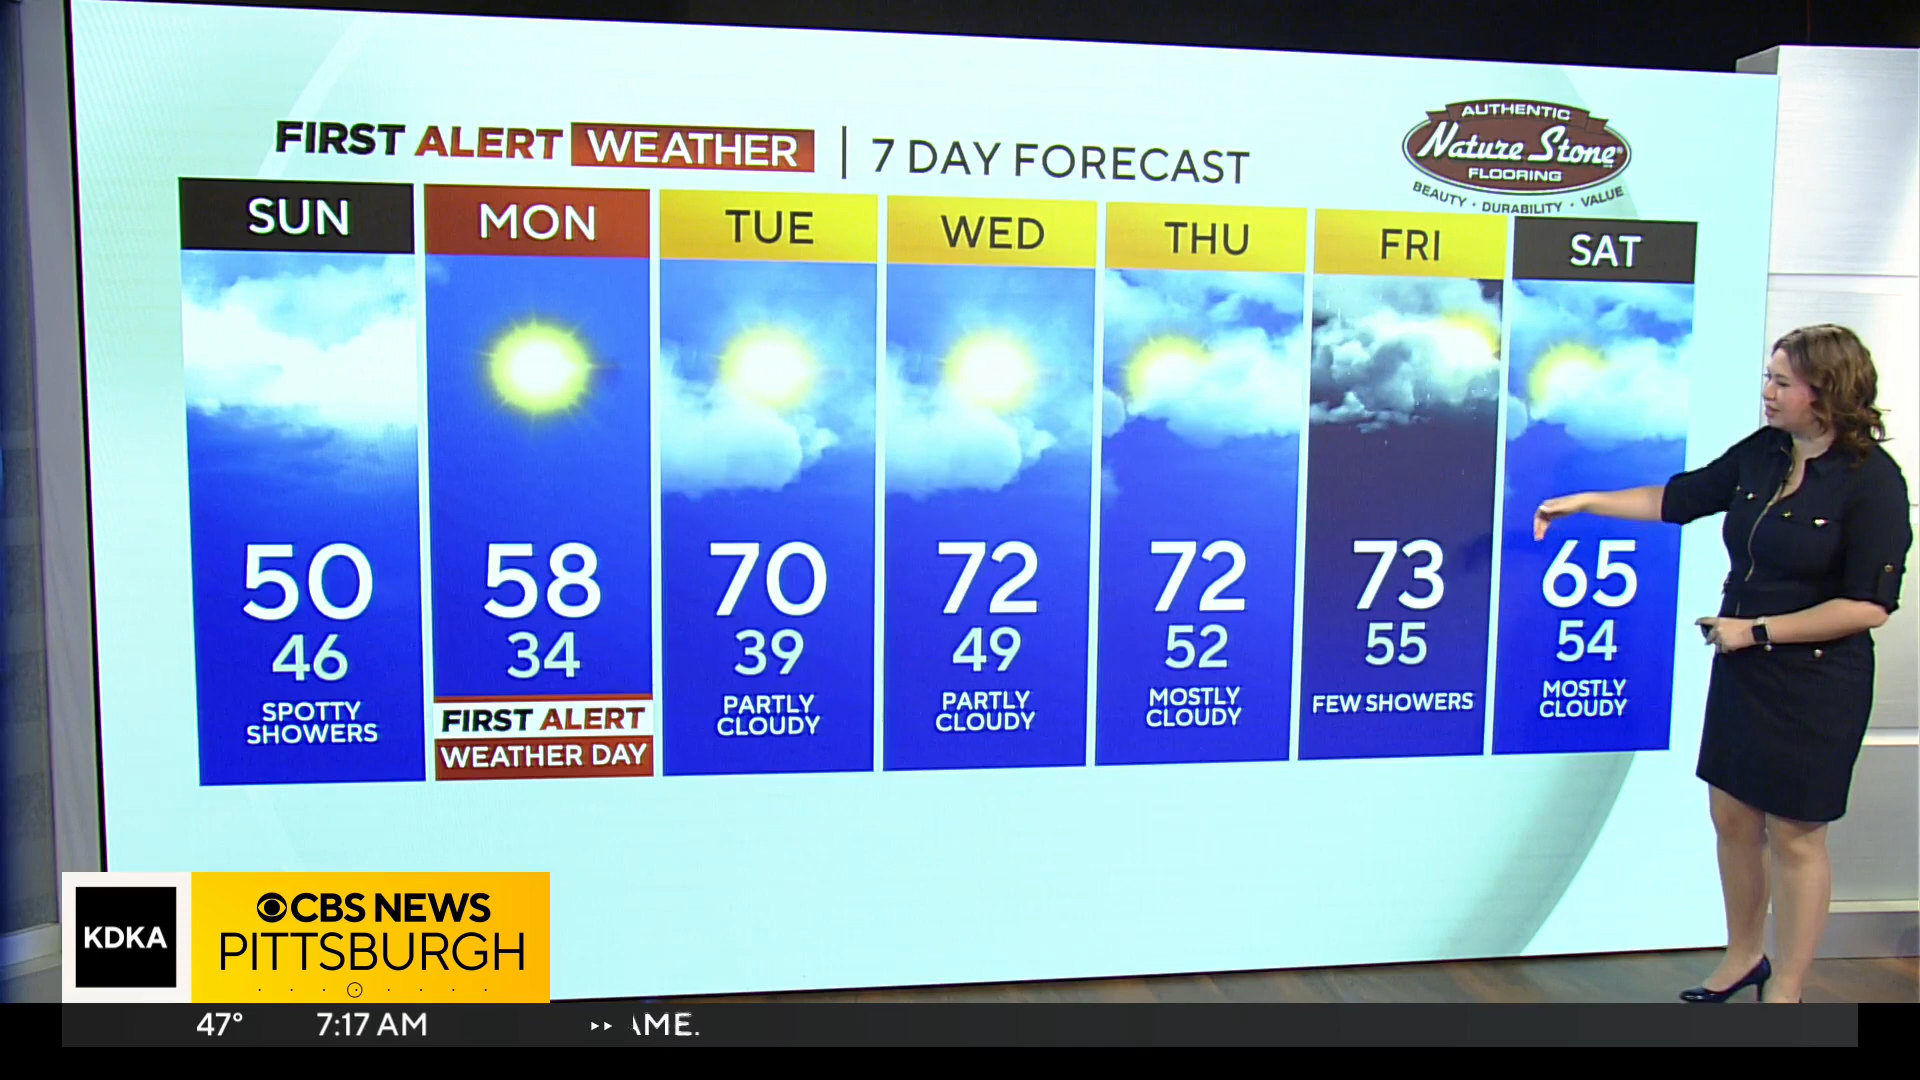 FIRST ALERT WEATHER | 7 DAY FORECAST
AUTHENTIC
Nature Stone®
FLOORING
BEAUTY · DURABILITY · VALUE
SUN
50
46
SPOTTY
SHOWERS
MON
58
34
FIRST ALERT
WEATHER DAY
TUE
70
39
PARTLY
CLOUDY
WED
72
49
PARTLY
CLOUDY
THU
72
52
MOSTLY
CLOUDY
FRI
73
55
FEW SHOWERS
SAT
65
54
MOSTLY
CLOUDY
KDKA
CBS NEWS
PITTSBURGH
47° 7:17 AM